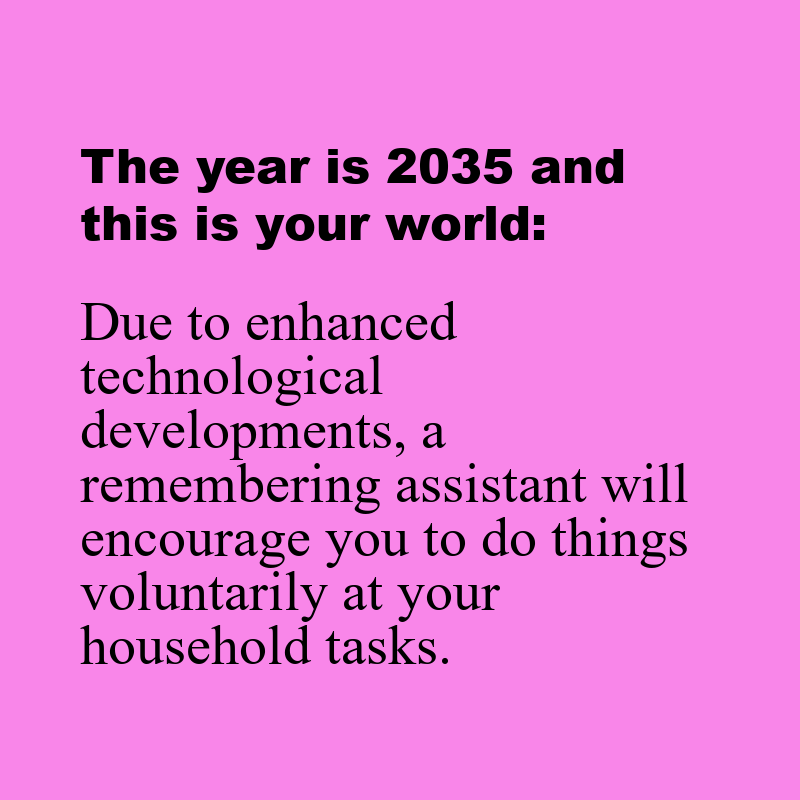 The year is 2035 and
this is your world:
Due to enhanced
technological
developments, a
remembering assistant will
encourage you to do things
voluntarily at your
household tasks.